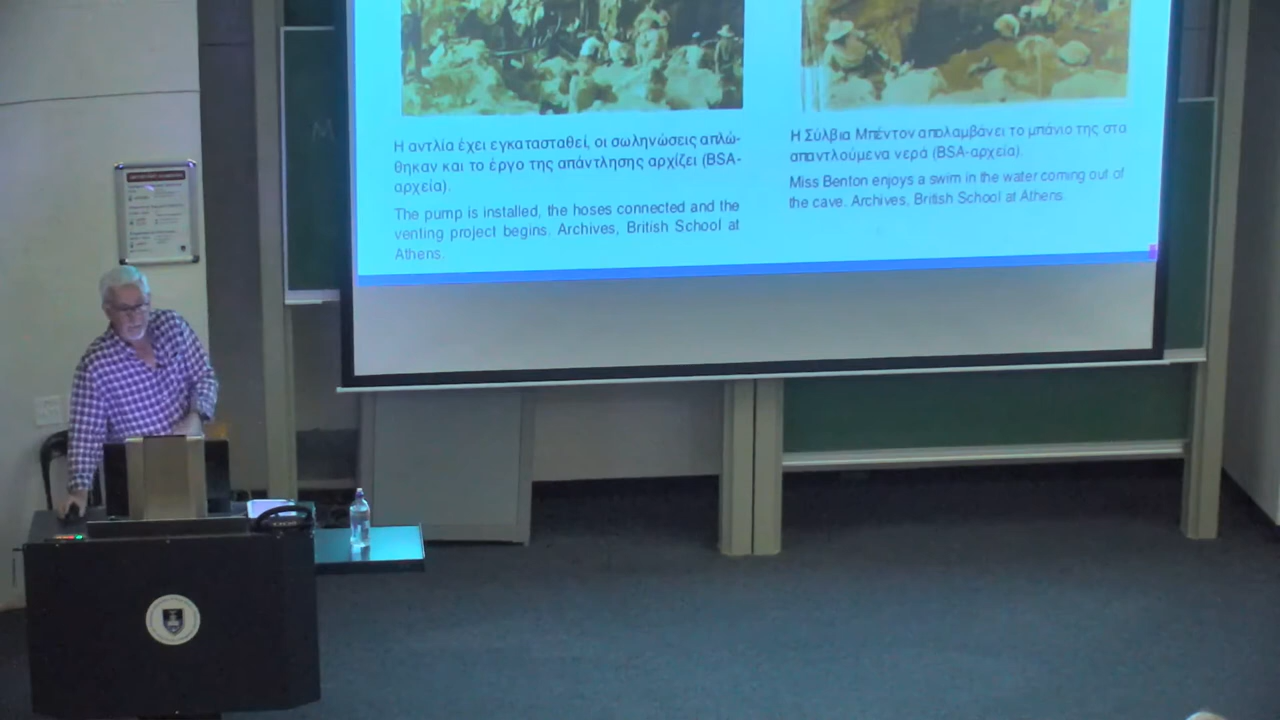 Η αντλία έχει εγκατασταθεί, οι σωληνώσεις απλώ-
θηκαν και το έργο της απάντλησης αρχίζει (BSA-
αρχεία).
The pump is installed, the hoses connected and the
venting project begins. Archives, British School at
Athens.
Η Σύλβια Μπέντον απολαμβάνει το μπάνιο της στα
απαντλούμενα νερά (BSA-αρχεία).
Miss Benton enjoys a swim in the water coming out of
the cave. Archives, British School at Athens